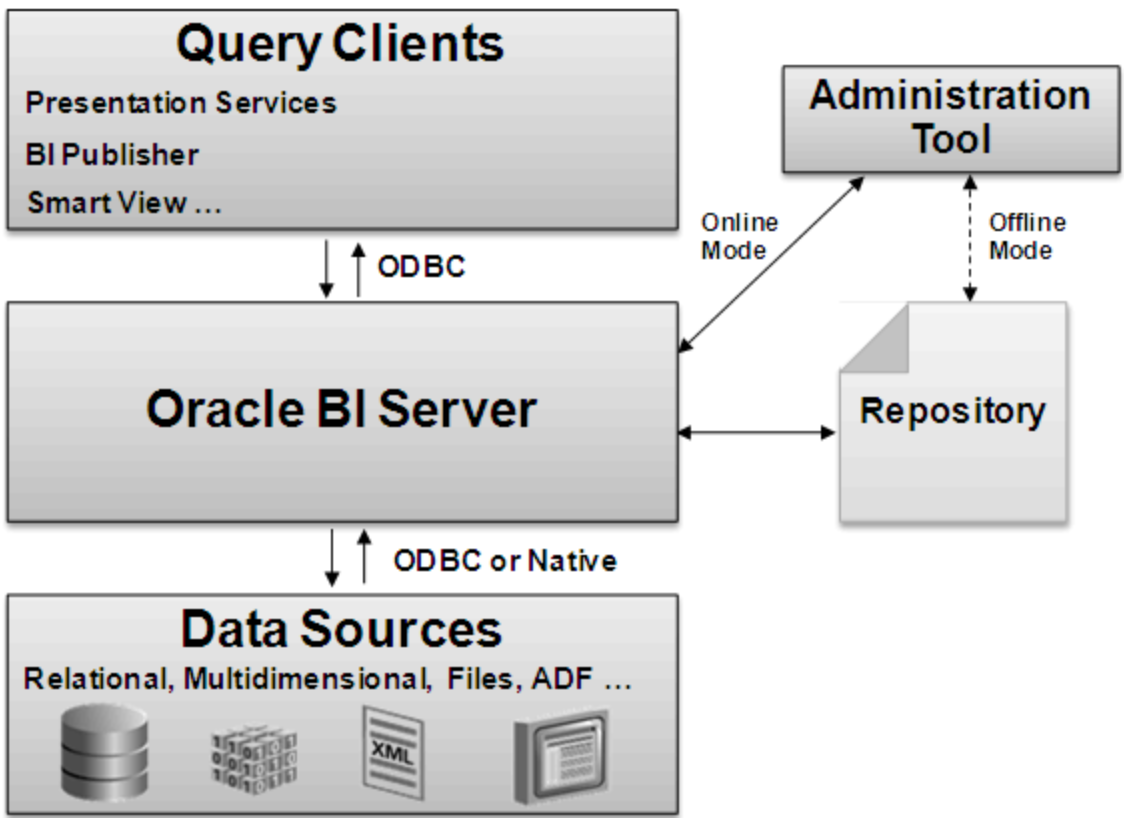 Query Clients
Presentation Services
BI Publisher
Smart View ...
Administration
Tool
Online
Mode
Offline
Mode
ODBC
Oracle BI Server
Repository
ODBC or Native
Data Sources
Relational, Multidimensional, Files, ADF ...
XML